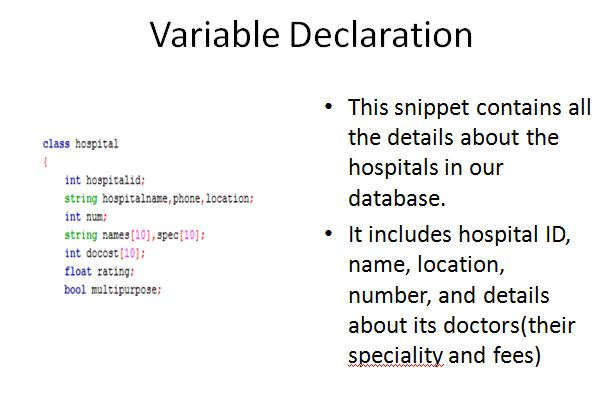 Variable Declaration
class hospital
{
int hospitalid;
string hospitalname,phone,location;
int num;
string names[10],spec[10];
int docost[10];
float rating;
bool multipurpose;
• This snippet contains all
the details about the
hospitals in our
database.
• It includes hospital ID,
name, location,
number, and details
about its doctors(their
speciality and fees)